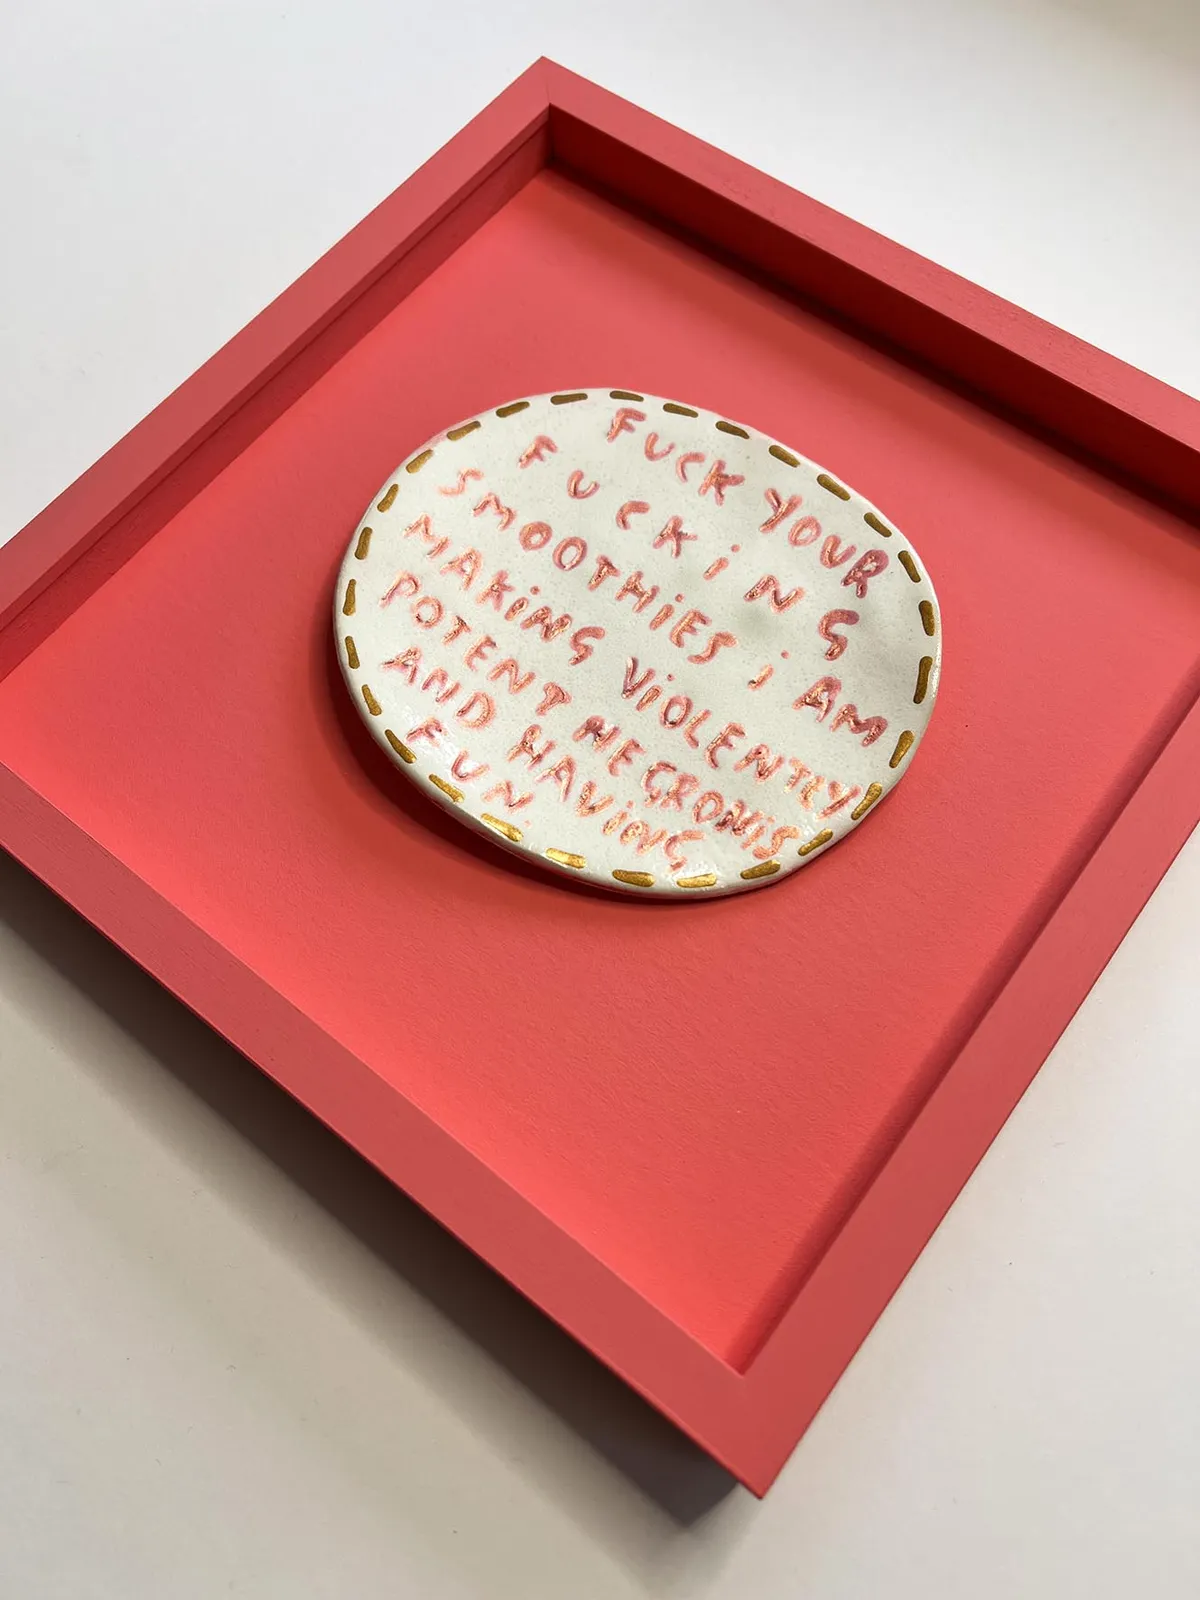 FUCK YOUR
FUCKiNG
SMOOTHiES i AM
MAKiNG ViOLENTLY
POTENT NEGRONiS
AND HAViNG
FUN.